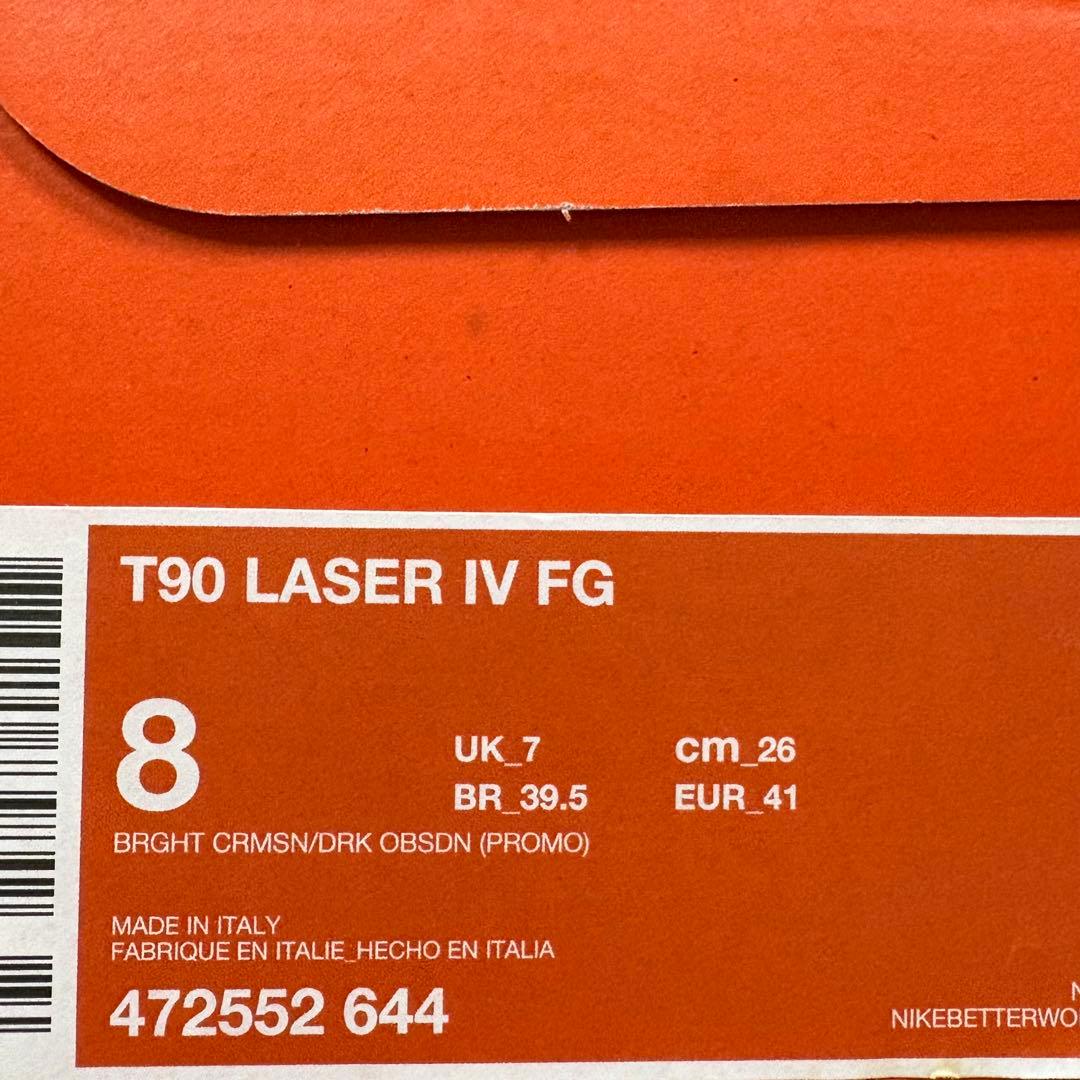 T90 LASER IV FG
8
UK_7 cm_26
BR_39.5 EUR_41
BRGHT CRMSN/DRK OBSDN (PROMO)
MADE IN ITALY
FABRIQUE EN ITALIE_HECHO EN ITALIA
472552 644